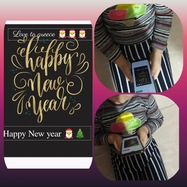 Love to greece 🎅🎅🎅
happy
new
year
Happy New year 🎅🎄